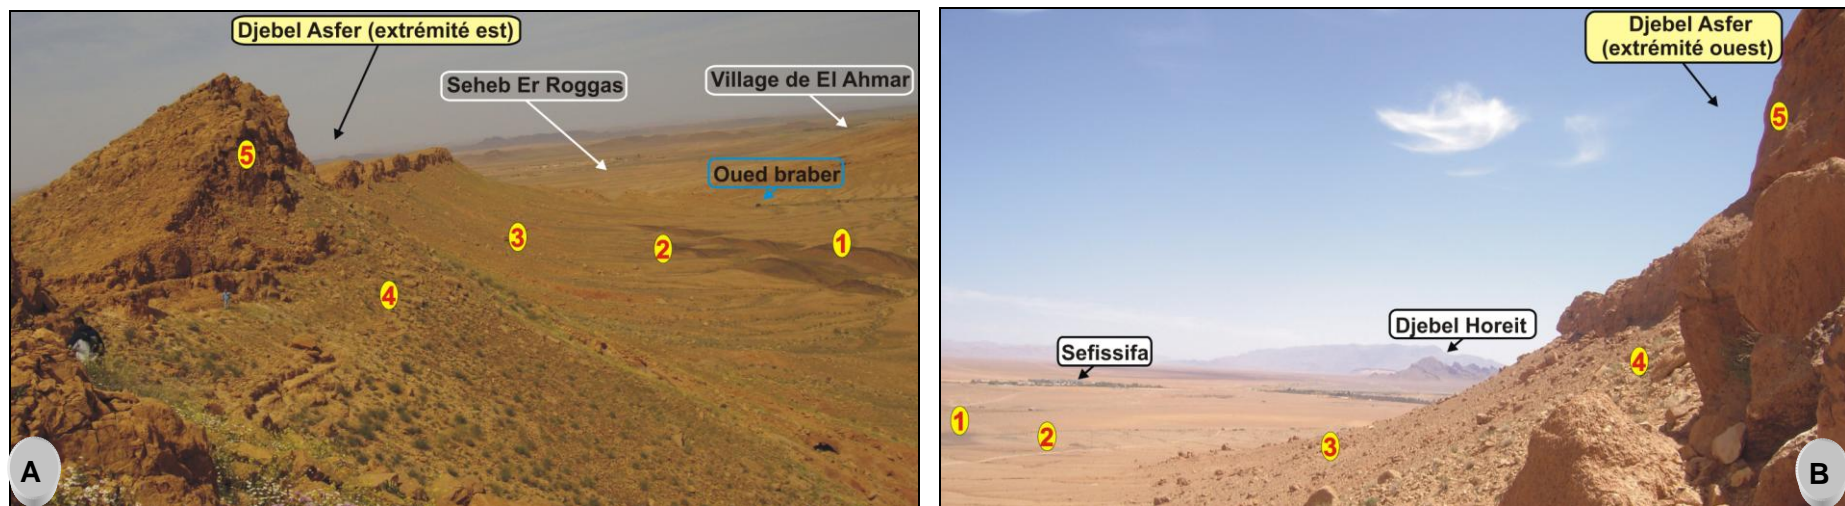 Djebel Asfer (extrémité est)
Seheb Er Roggas
Village de El Ahmar
Oued braber
5
3
2
1
4
A
Djebel Asfer
(extrémité ouest)
5
Djebel Horeit
Sefissifa
4
1
2
3
B